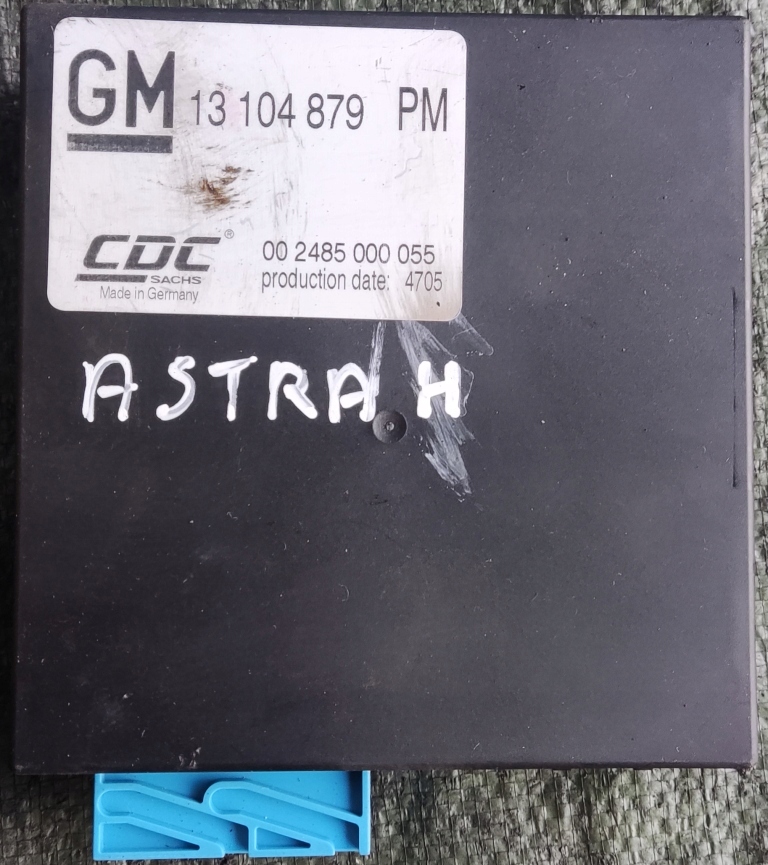 GM 13 104 879 PM
CDC® 00 2485 000 055
SACHS production date: 4705
Made in Germany
ASTRA H